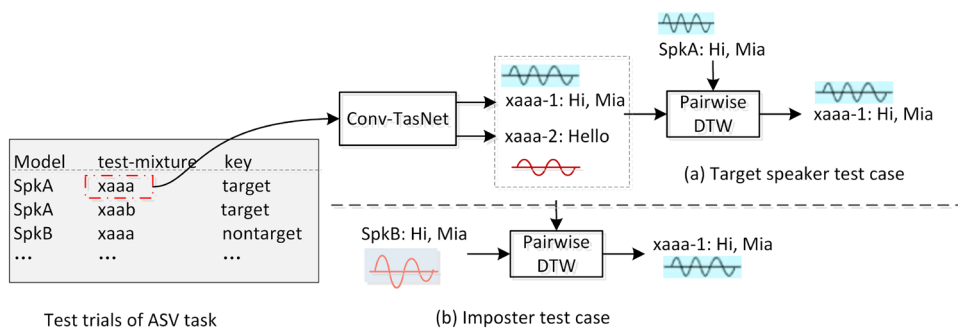 SpkA: Hi, Mia
xaaa-1: Hi, Mia
Conv-TasNet
Pairwise
DTW
xaaa-1: Hi, Mia
xaaa-2: Hello
(a) Target speaker test case
Model test-mixture key
SpkA xaaa target
SpkA xaab target
SpkB xaaa nontarget
... ... ...
SpkB: Hi, Mia
Pairwise
DTW
xaaa-1: Hi, Mia
Test trials of ASV task
(b) Imposter test case